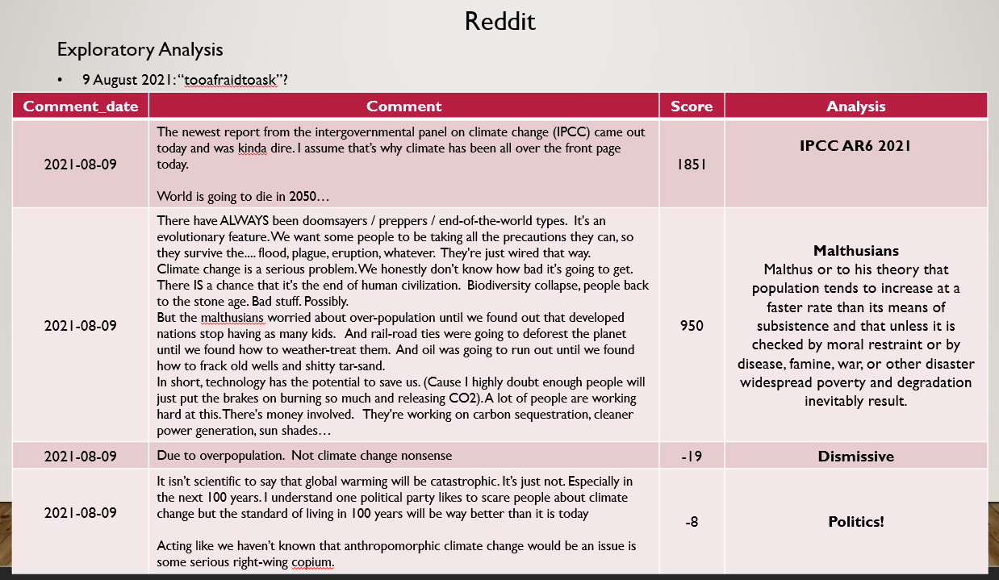 Reddit
Exploratory Analysis
• 9 August 2021: “tooafraidtoask”?
Comment_date Comment Score Analysis
2021-08-09
The newest report from the intergovernmental panel on climate change (IPCC) came out
today and was kinda dire. I assume that’s why climate has been all over the front page
today.
World is going to die in 2050…
1851
IPCC AR6 2021
2021-08-09
There have ALWAYS been doomsayers / preppers / end-of-the-world types. It's an
evolutionary feature. We want some people to be taking all the precautions they can, so
they survive the.... flood, plague, eruption, whatever. They're just wired that way.
Climate change is a serious problem. We honestly don't know how bad it's going to get.
There IS a chance that it's the end of human civilization. Biodiversity collapse, people back
to the stone age. Bad stuff. Possibly.
But the malthusians worried about over-population until we found out that developed
nations stop having as many kids. And rail-road ties were going to deforest the planet
until we found how to weather-treat them. And oil was going to run out until we found
how to frack old wells and shitty tar-sand.
In short, technology has the potential to save us. (Cause I highly doubt enough people will
just put the brakes on burning so much and releasing CO2). A lot of people are working
hard at this. There's money involved. They're working on carbon sequestration, cleaner
power generation, sun shades…
950
Malthusians
Malthus or to his theory that
population tends to increase at a
faster rate than its means of
subsistence and that unless it is
checked by moral restraint or by
disease, famine, war, or other disaster
widespread poverty and degradation
inevitably result.
2021-08-09
Due to overpopulation. Not climate change nonsense
-19
Dismissive
2021-08-09
It isn’t scientific to say that global warming will be catastrophic. It’s just not. Especially in
the next 100 years. I understand one political party likes to scare people about climate
change but the standard of living in 100 years will be way better than it is today
Acting like we haven’t known that anthropomorphic climate change would be an issue is
some serious right-wing copium.
-8
Politics!